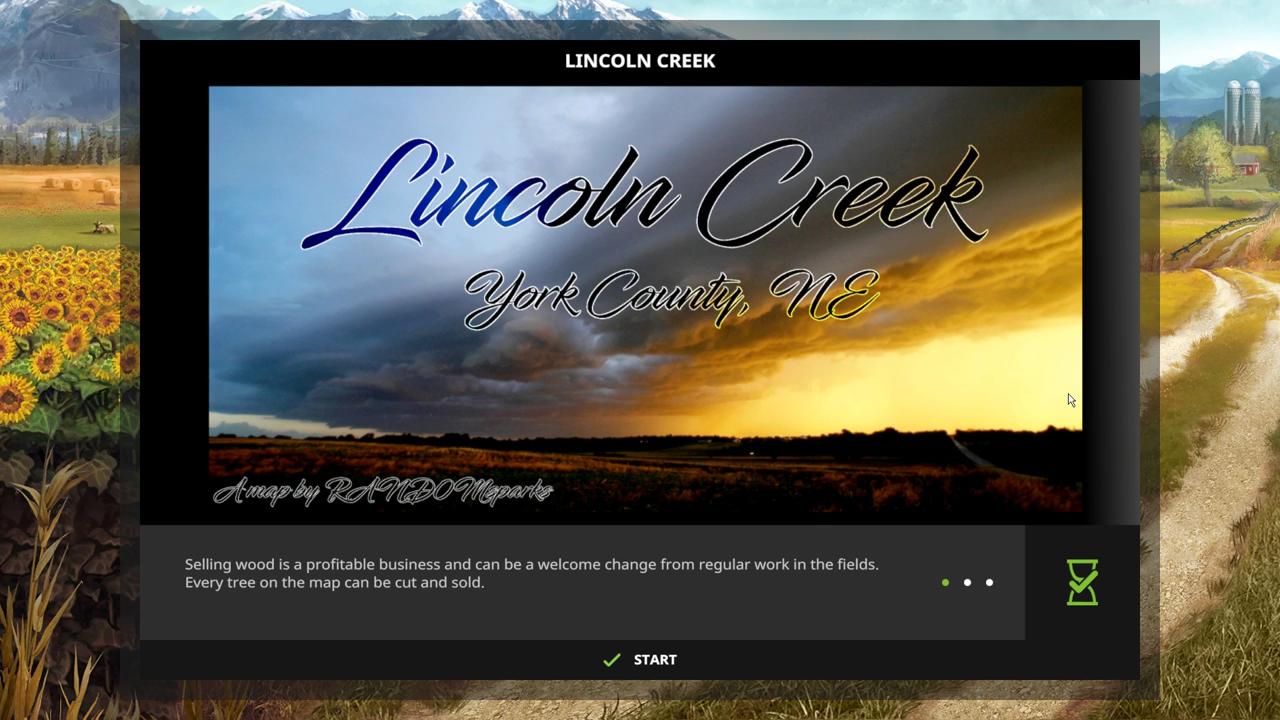 LINCOLN CREEK
Lincoln Creek
York County, NE
A map by RANDOMsparks
Selling wood is a profitable business and can be a welcome change from regular work in the fields.
Every tree on the map can be cut and sold.
START